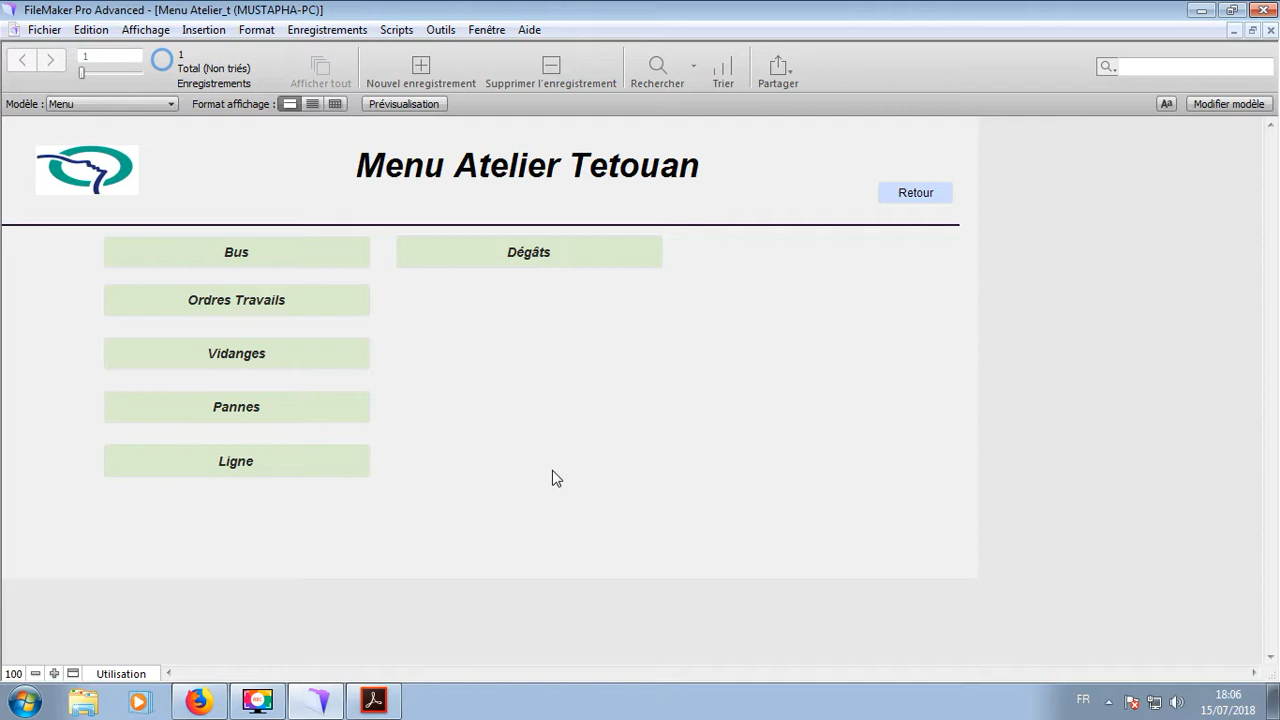 FileMaker Pro Advanced - [Menu Atelier_t (MUSTAPHA-PC)]
Fichier Edition Affichage Insertion Format Enregistrements Scripts Outils Fenêtre Aide
1
1
Total (Non triés)
Enregistrements
Afficher tout
Nouvel enregistrement
Supprimer l'enregistrement
Rechercher
Trier
Partager
Modèle : Menu
Format affichage :
Prévisualisation
Aa
Modifier modèle
Menu Atelier Tetouan
Retour
Bus
Dégâts
Ordres Travails
Vidanges
Pannes
Ligne
100
Utilisation
FR
18:06
15/07/2018